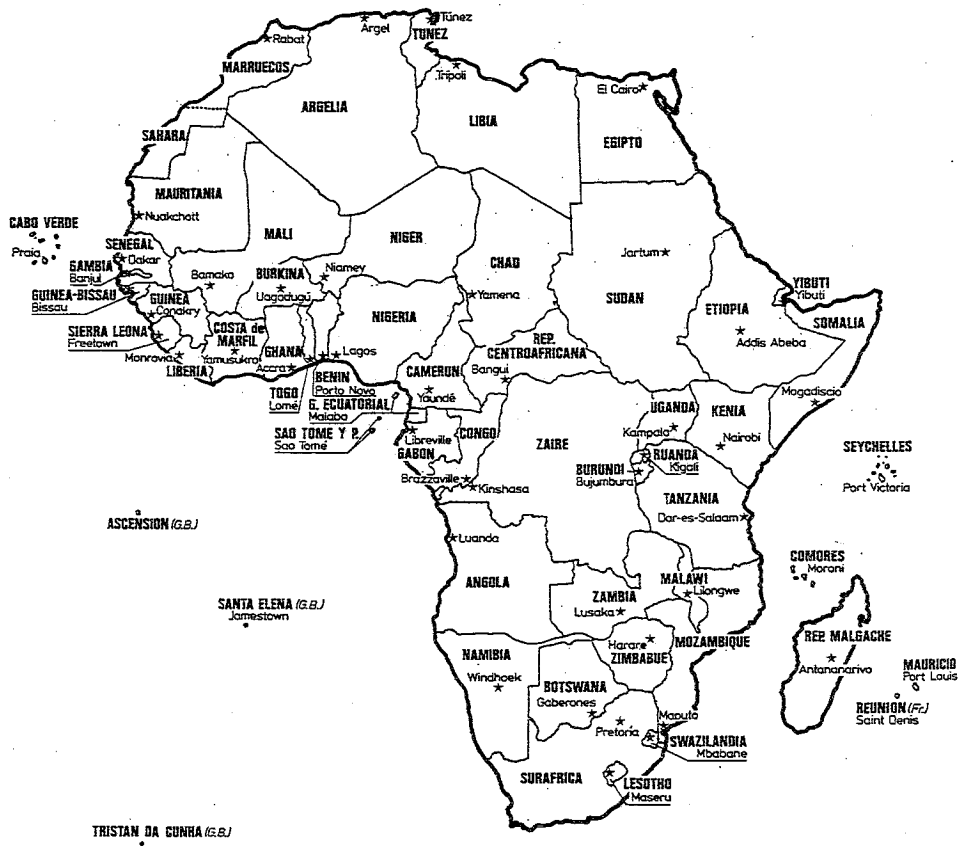 Túnez
Argel
TUNEZ
Rabat
MARRUECOS
Trípoli
El Cairo
ARGELIA
LIBIA
EGIPTO
SAHARA
MAURITANIA
Nuakchott
CABO VERDE
Praia
MALI
NIGER
SENEGAL
Dakar
Jartum
CHAD
GAMBIA
Banjul
Bamako
BURKINA
Niamey
YIBUTI
Yibuti
GUINEA-BISSAU
Bissau
GUINEA
Conakry
Uagodugú
Yamena
SUDAN
ETIOPIA
NIGERIA
SOMALIA
SIERRA LEONA
Freetown
COSTA de
MARFIL
Addis Abeba
REP.
CENTROAFRICANA
Monrovia
Yamusukro
GHANA
Accra
Lagos
LIBERIA
CAMERUN
Bangui
BENIN
Porto Novo
TOGO
Lomé
Yaundé
Mogadiscio
G. ECUATORIAL
Malabo
UGANDA
KENIA
SAO TOME Y P.
Sao Tomé
Libreville
CONGO
ZAIRE
Kampala
Nairobi
GABON
RUANDA
Kigali
SEYCHELLES
Port Victoria
BURUNDI
Bujumbura
Brazzaville
Kinshasa
TANZANIA
Dar-es-Salaam
ASCENSION (G.B.)
Luanda
COMORES
Moroni
ANGOLA
MALAWI
Lilongwe
ZAMBIA
Lusaka
SANTA ELENA (G.B.)
Jamestown
MOZAMBIQUE
REP. MALGACHE
Antananarivo
Harare
ZIMBABUE
NAMIBIA
Windhoek
MAURICIO
Port Louis
BOTSWANA
Gaberones
REUNION (Fr.)
Saint Denis
Maputo
Pretoria
SWAZILANDIA
Mbabane
SURAFRICA
LESOTHO
Maseru
TRISTAN DA CUNHA (G.B.)